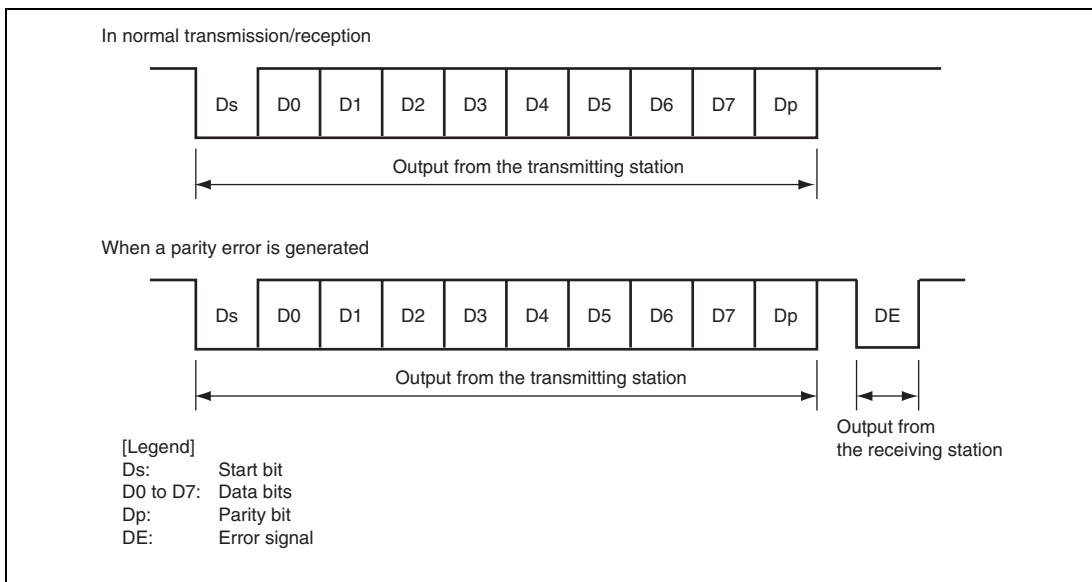 In normal transmission/reception
Ds D0 D1 D2 D3 D4 D5 D6 D7 Dp
Output from the transmitting station
When a parity error is generated
Ds D0 D1 D2 D3 D4 D5 D6 D7 Dp DE
Output from the transmitting station
Output from
the receiving station
[Legend]
Ds: Start bit
D0 to D7: Data bits
Dp: Parity bit
DE: Error signal